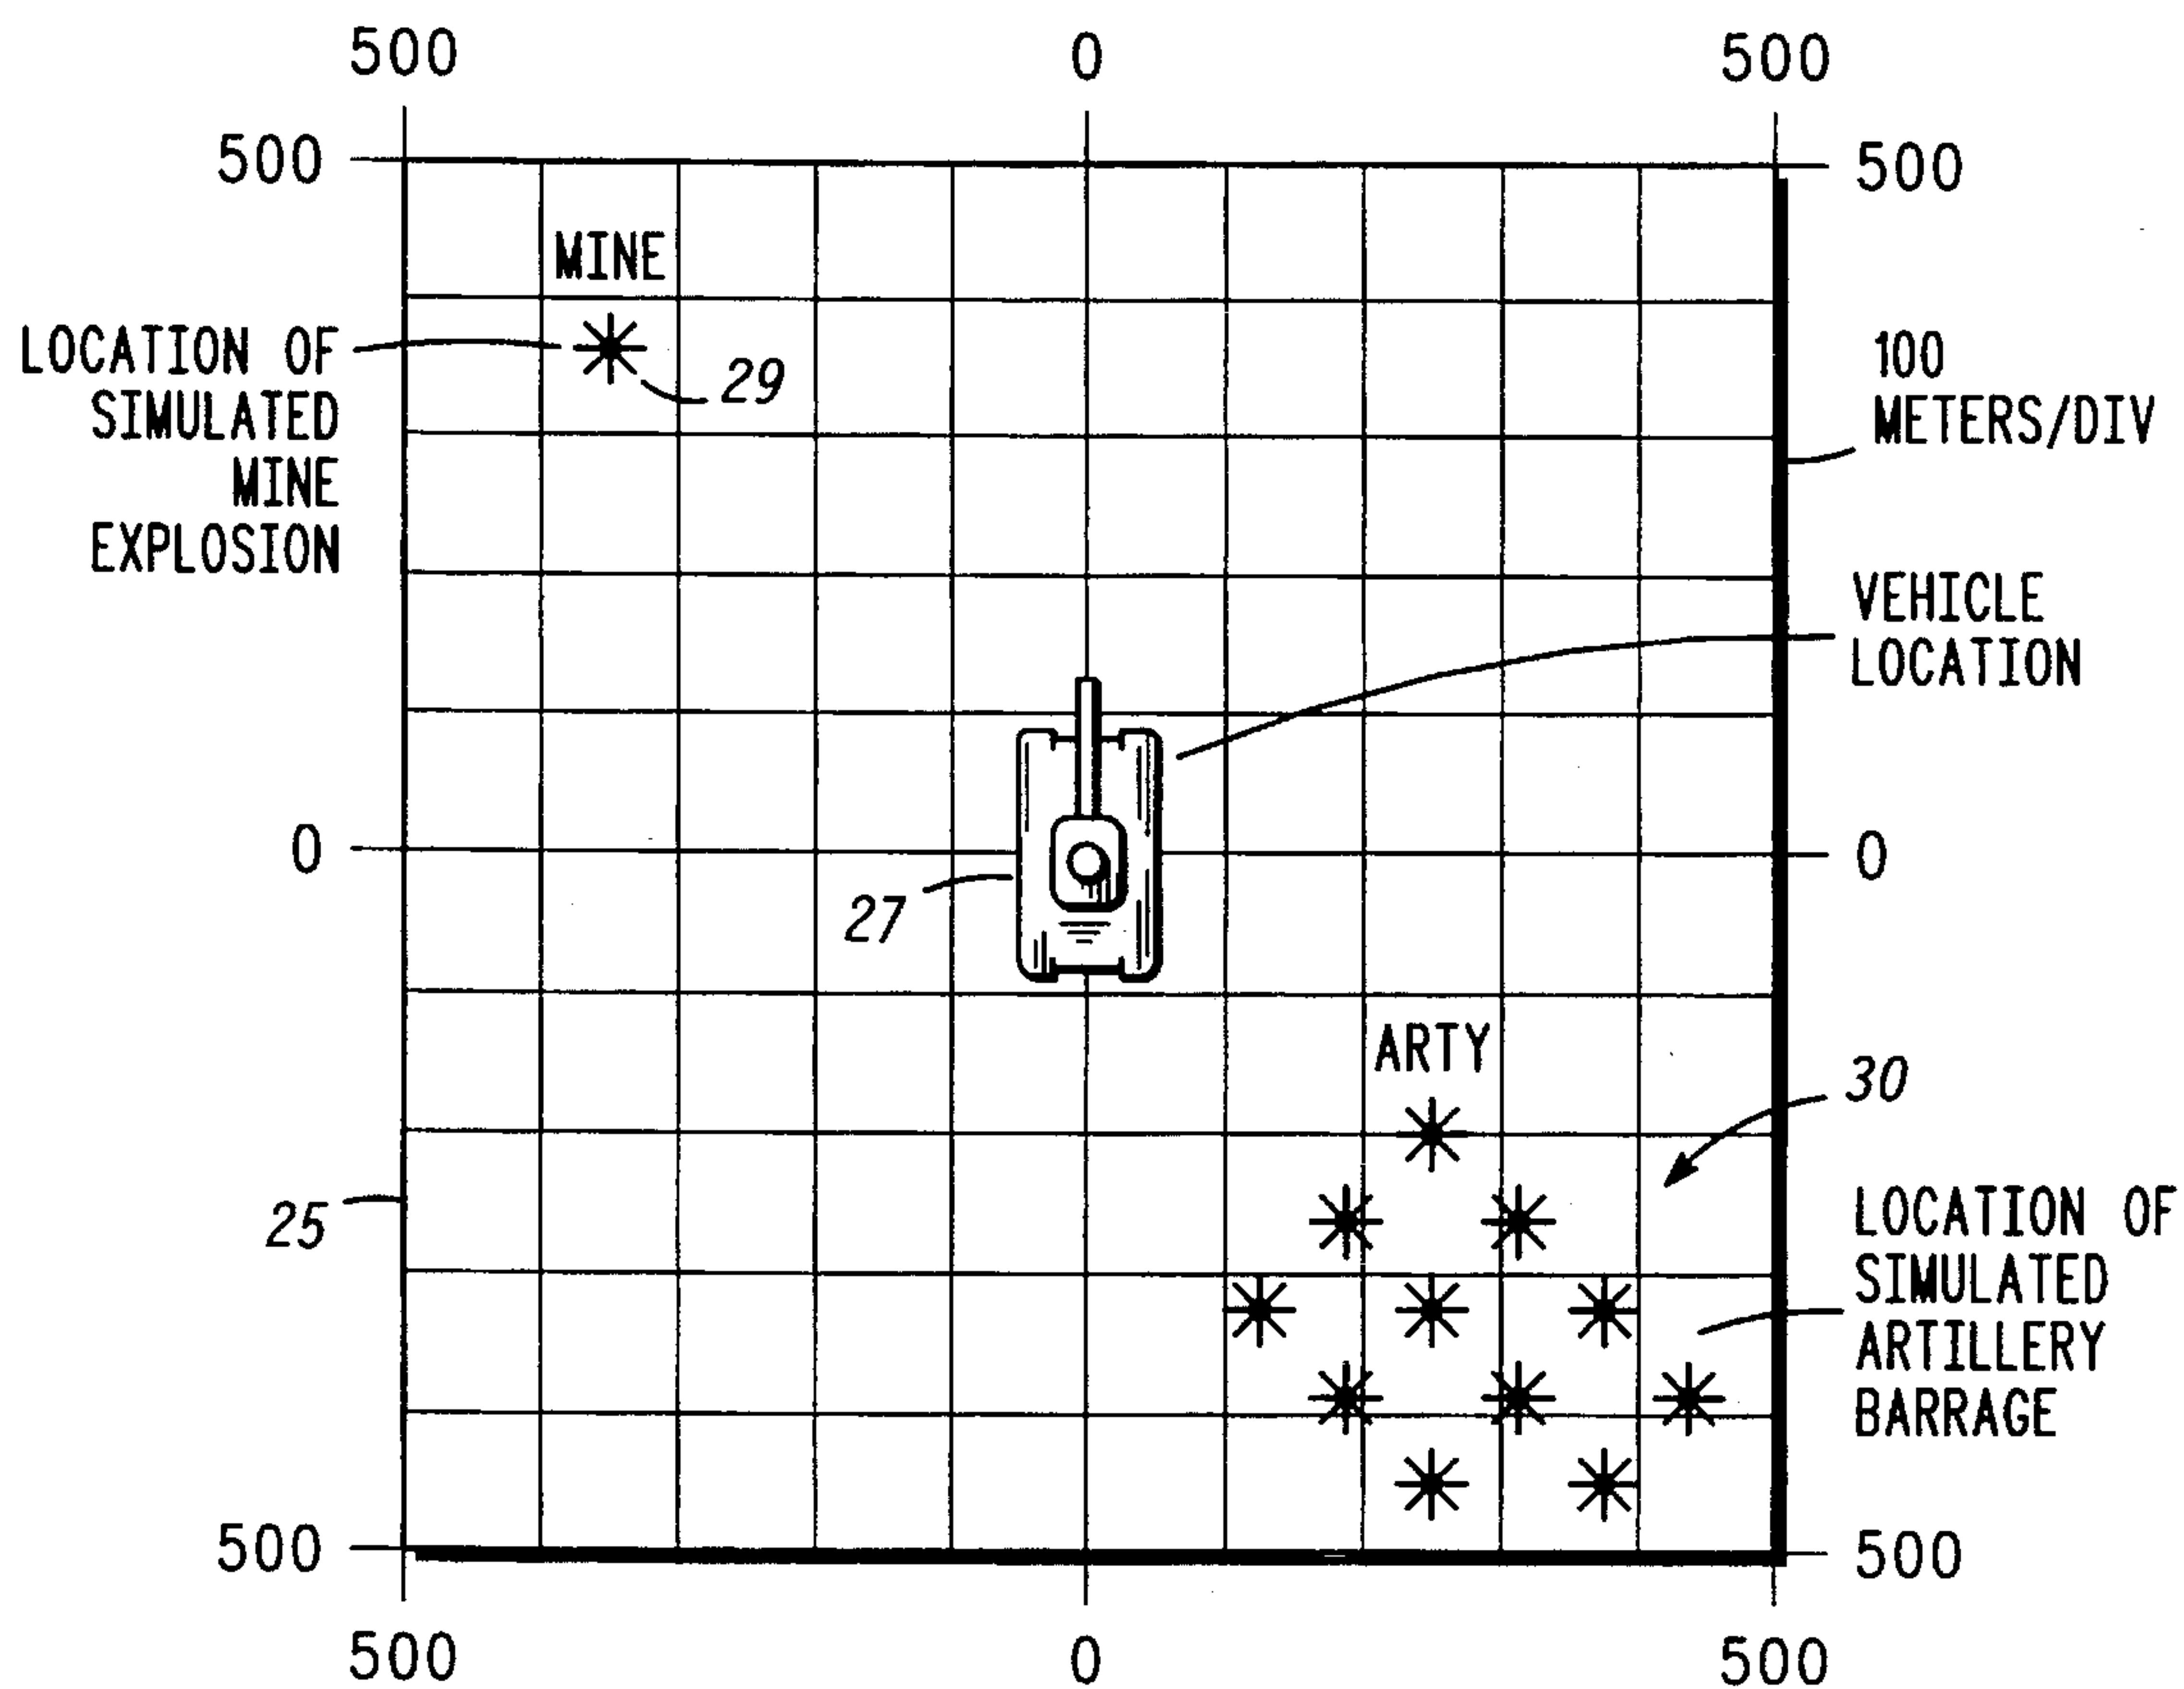 500
0
500
500
500
MINE
LOCATION OF
SIMULATED
MINE
EXPLOSION
29
100
METERS/DIV
VEHICLE
LOCATION
0
0
27
ARTY
30
25
LOCATION OF
SIMULATED
ARTILLERY
BARRAGE
500
500
500
0
500